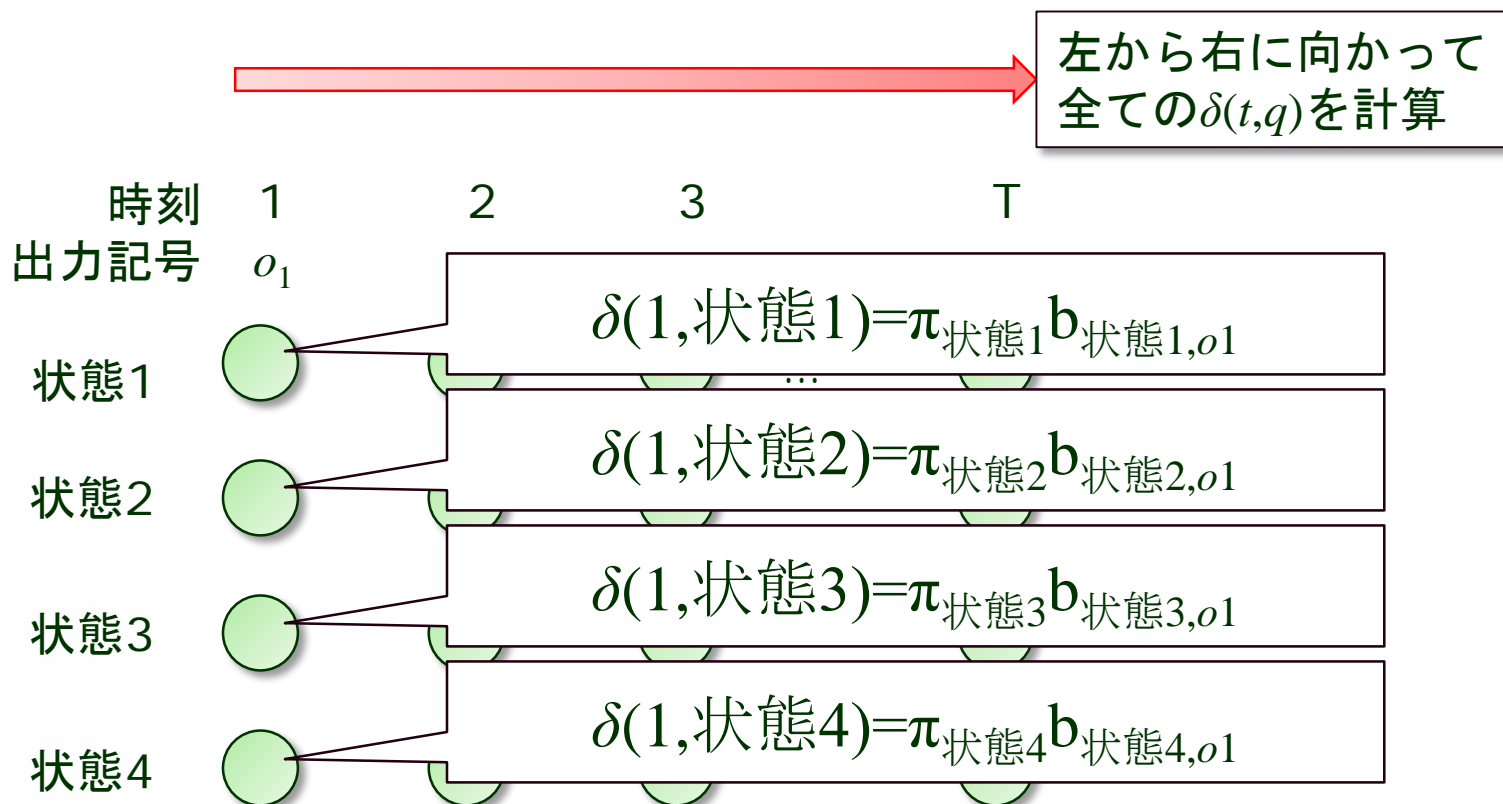 左から右に向かって
全てのδ(t,q)を計算
時刻 1 2 3 T
出力記号 o1
δ(1,状態1)=π状態1b状態1,o1
状態1
…
δ(1,状態2)=π状態2b状態2,o1
状態2
δ(1,状態3)=π状態3b状態3,o1
状態3
δ(1,状態4)=π状態4b状態4,o1
状態4